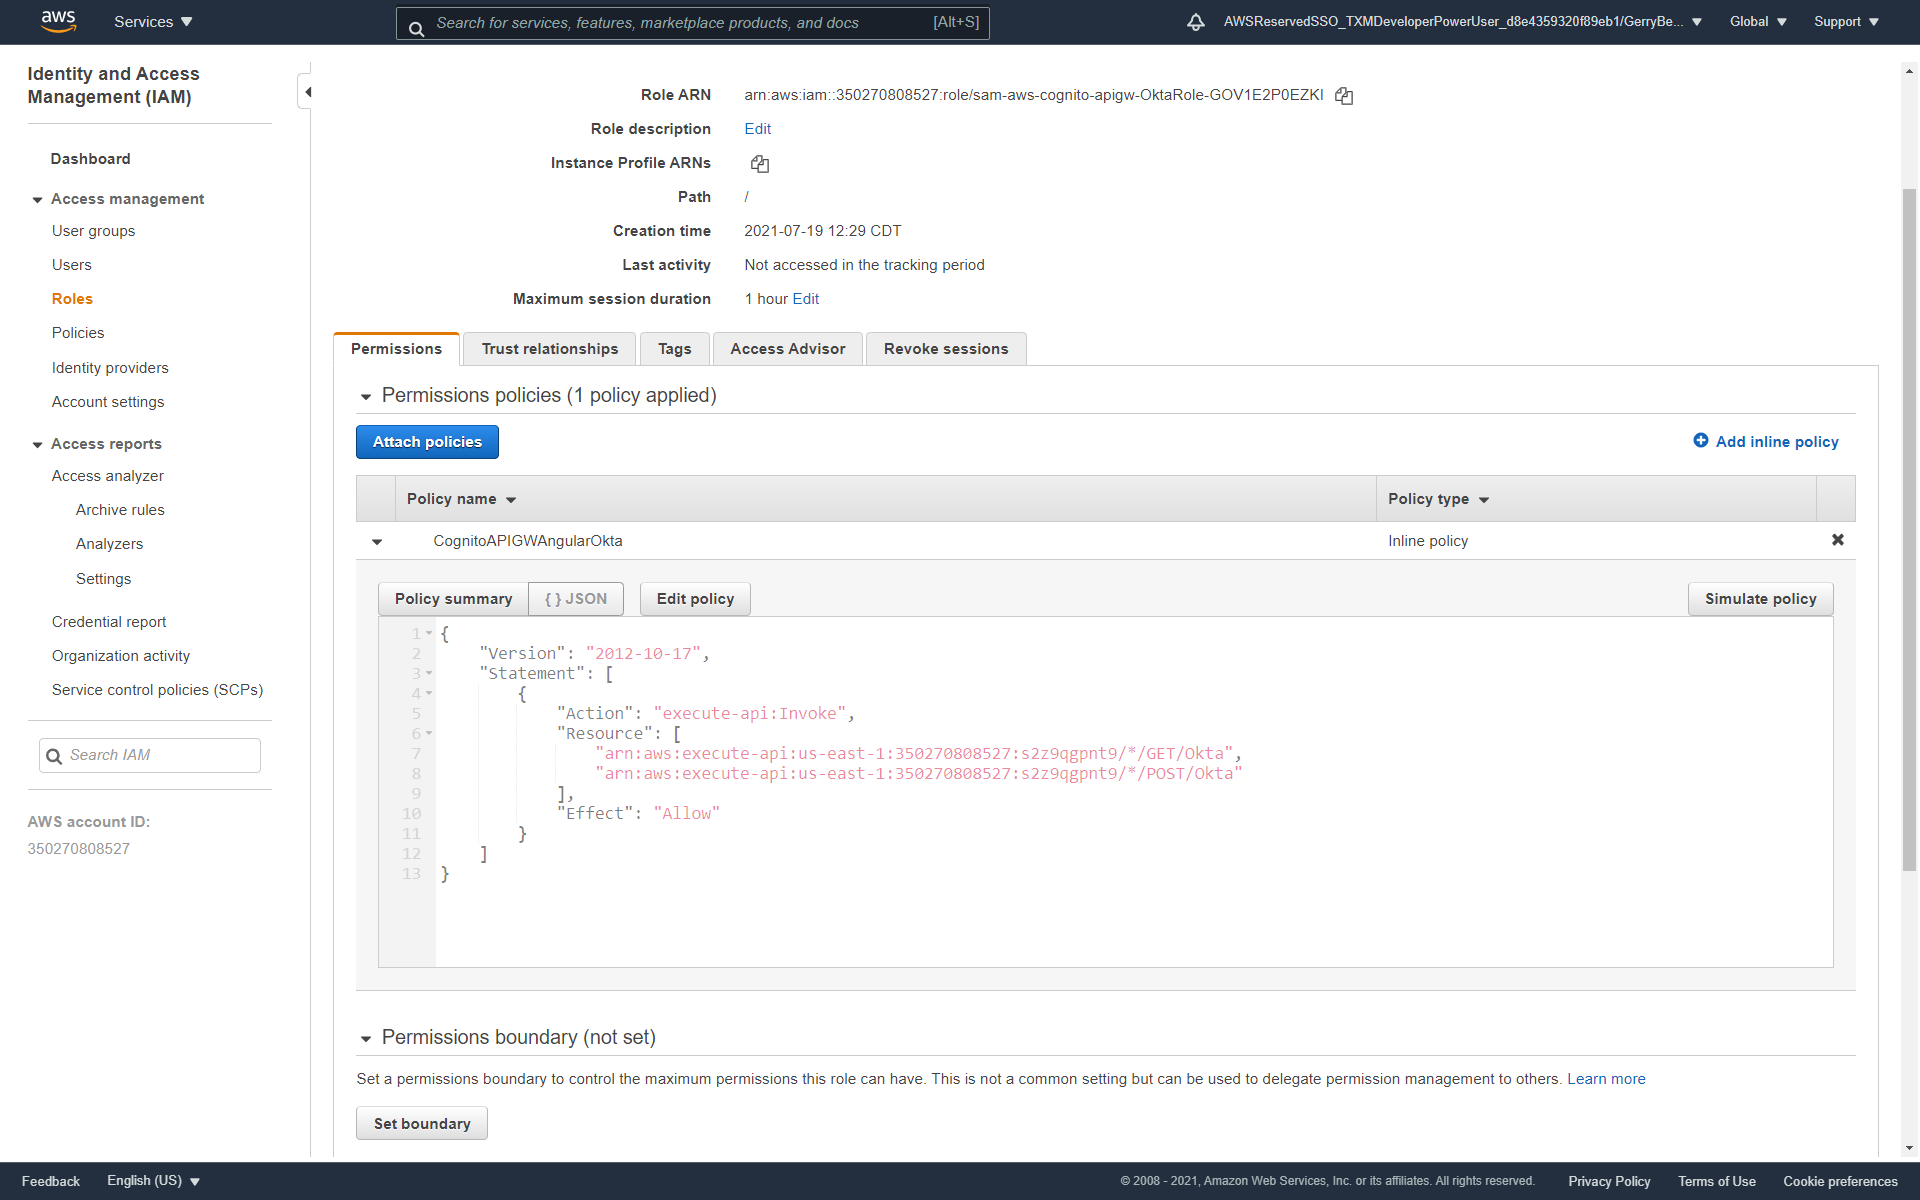 aws
Services
Search for services, features, marketplace products, and docs
[Alt+S]
AWSReservedSSO_TXMDeveloperPowerUser_d8e4359320f89eb1/GerryBe...
Global
Support
Identity and Access
Management (IAM)
Dashboard
Access management
User groups
Users
Roles
Policies
Identity providers
Account settings
Access reports
Access analyzer
Archive rules
Analyzers
Settings
Credential report
Organization activity
Service control policies (SCPs)
Search IAM
AWS account ID:
350270808527
Role ARN arn:aws:iam::350270808527:role/sam-aws-cognito-apigw-OktaRole-GOV1E2P0EZKI
Role description Edit
Instance Profile ARNs
Path /
Creation time 2021-07-19 12:29 CDT
Last activity Not accessed in the tracking period
Maximum session duration 1 hour Edit
Permissions Trust relationships Tags Access Advisor Revoke sessions
Permissions policies (1 policy applied)
Attach policies
Add inline policy
Policy name Policy type
CognitoAPIGWAngularOkta Inline policy
Policy summary { } JSON Edit policy Simulate policy
1 {
2 "Version": "2012-10-17",
3 "Statement": [
4 {
5 "Action": "execute-api:Invoke",
6 "Resource": [
7 "arn:aws:execute-api:us-east-1:350270808527:s2z9qgpnt9/*/GET/Okta",
8 "arn:aws:execute-api:us-east-1:350270808527:s2z9qgpnt9/*/POST/Okta"
9 ],
10 "Effect": "Allow"
11 }
12 ]
13 }
Permissions boundary (not set)
Set a permissions boundary to control the maximum permissions this role can have. This is not a common setting but can be used to delegate permission management to others. Learn more
Set boundary
Feedback
English (US)
© 2008 - 2021, Amazon Web Services, Inc. or its affiliates. All rights reserved.
Privacy Policy
Terms of Use
Cookie preferences